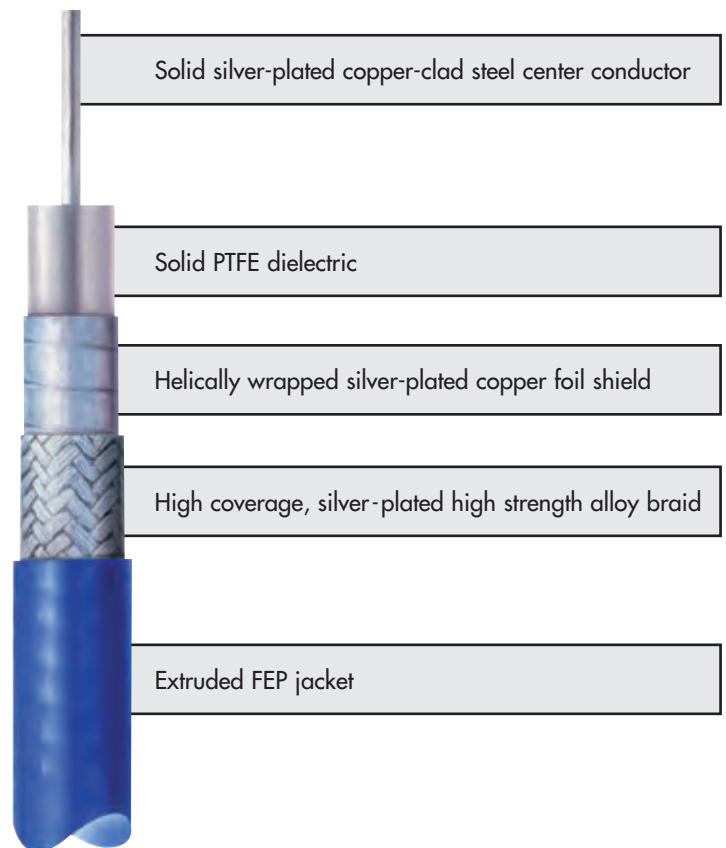 Solid silver-plated copper-clad steel center conductor
Solid PTFE dielectric
Helically wrapped silver-plated copper foil shield
High coverage, silver-plated high strength alloy braid
Extruded FEP jacket